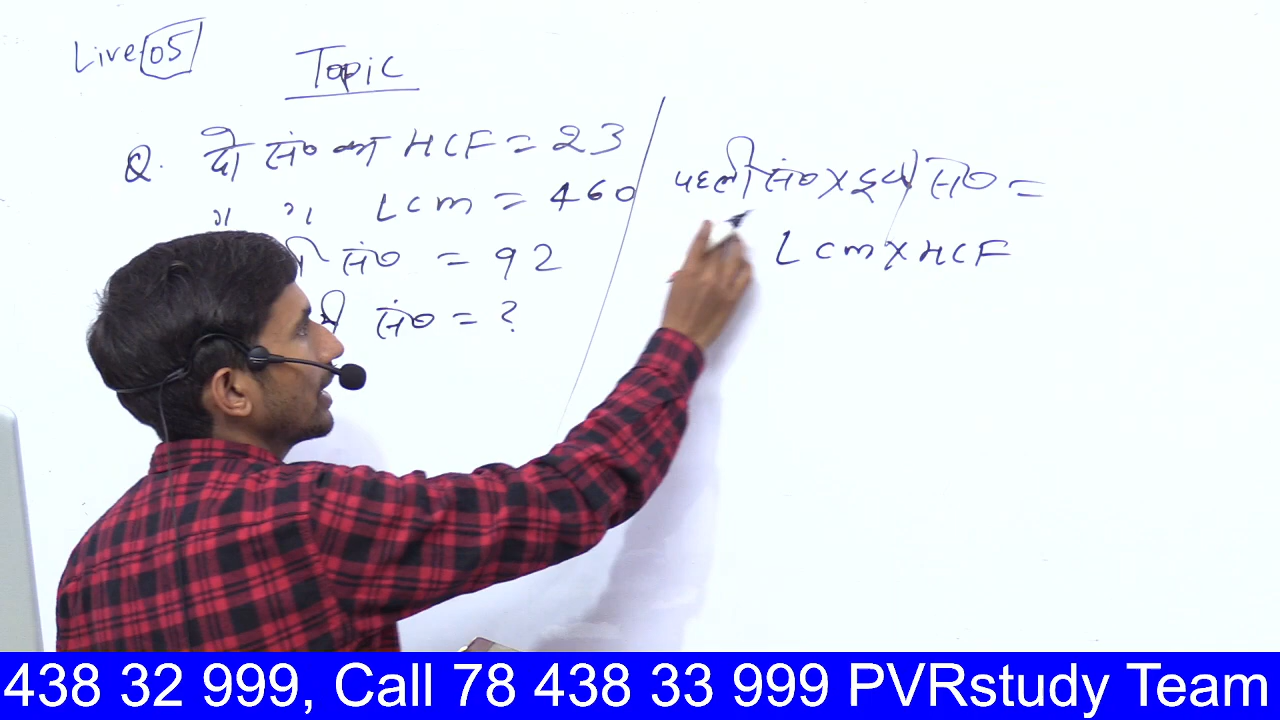 Live 05
Topic
Q. दो सं० का HCF = 23
" " Lcm = 460
सं० = 92
सं० = ?
पहली सं० x दूसरी सं० =
Lcm x HCF
438 32 999, Call 78 438 33 999 PVRstudy Team